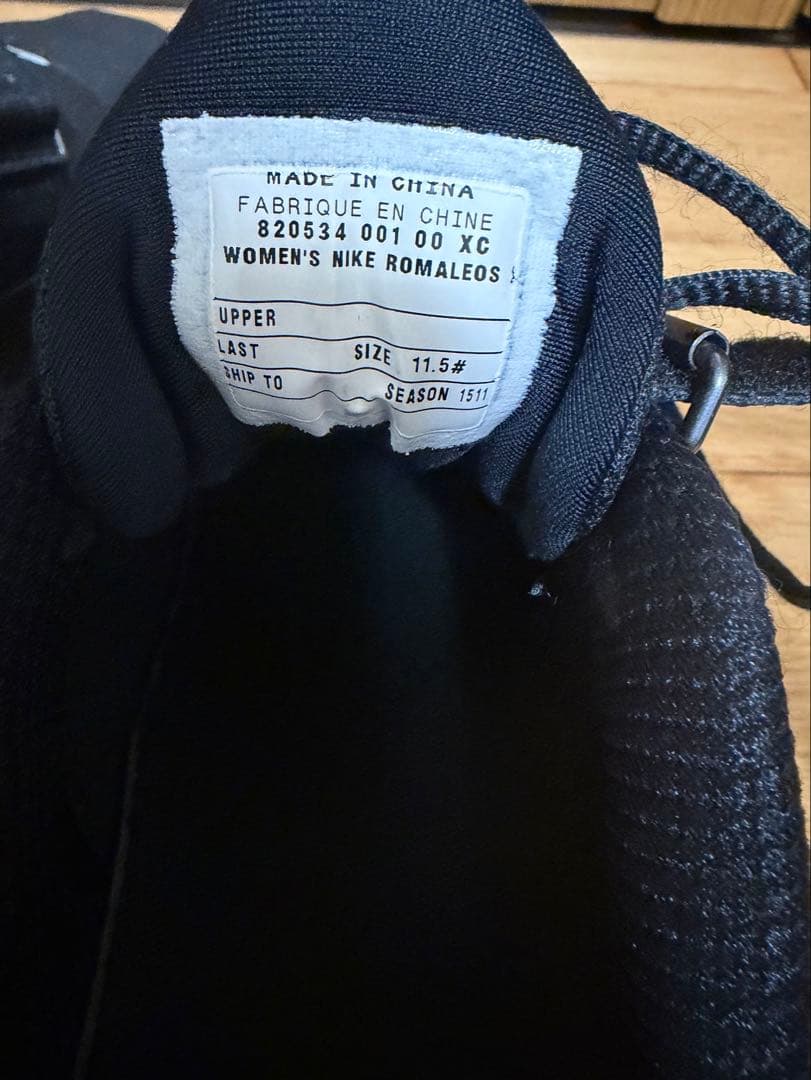 MADE IN CHINA
FABRIQUE EN CHINE
820534 001 00 XC
WOMEN'S NIKE ROMALEOS
UPPER
LAST SIZE 11.5#
SHIP TO SEASON 1511